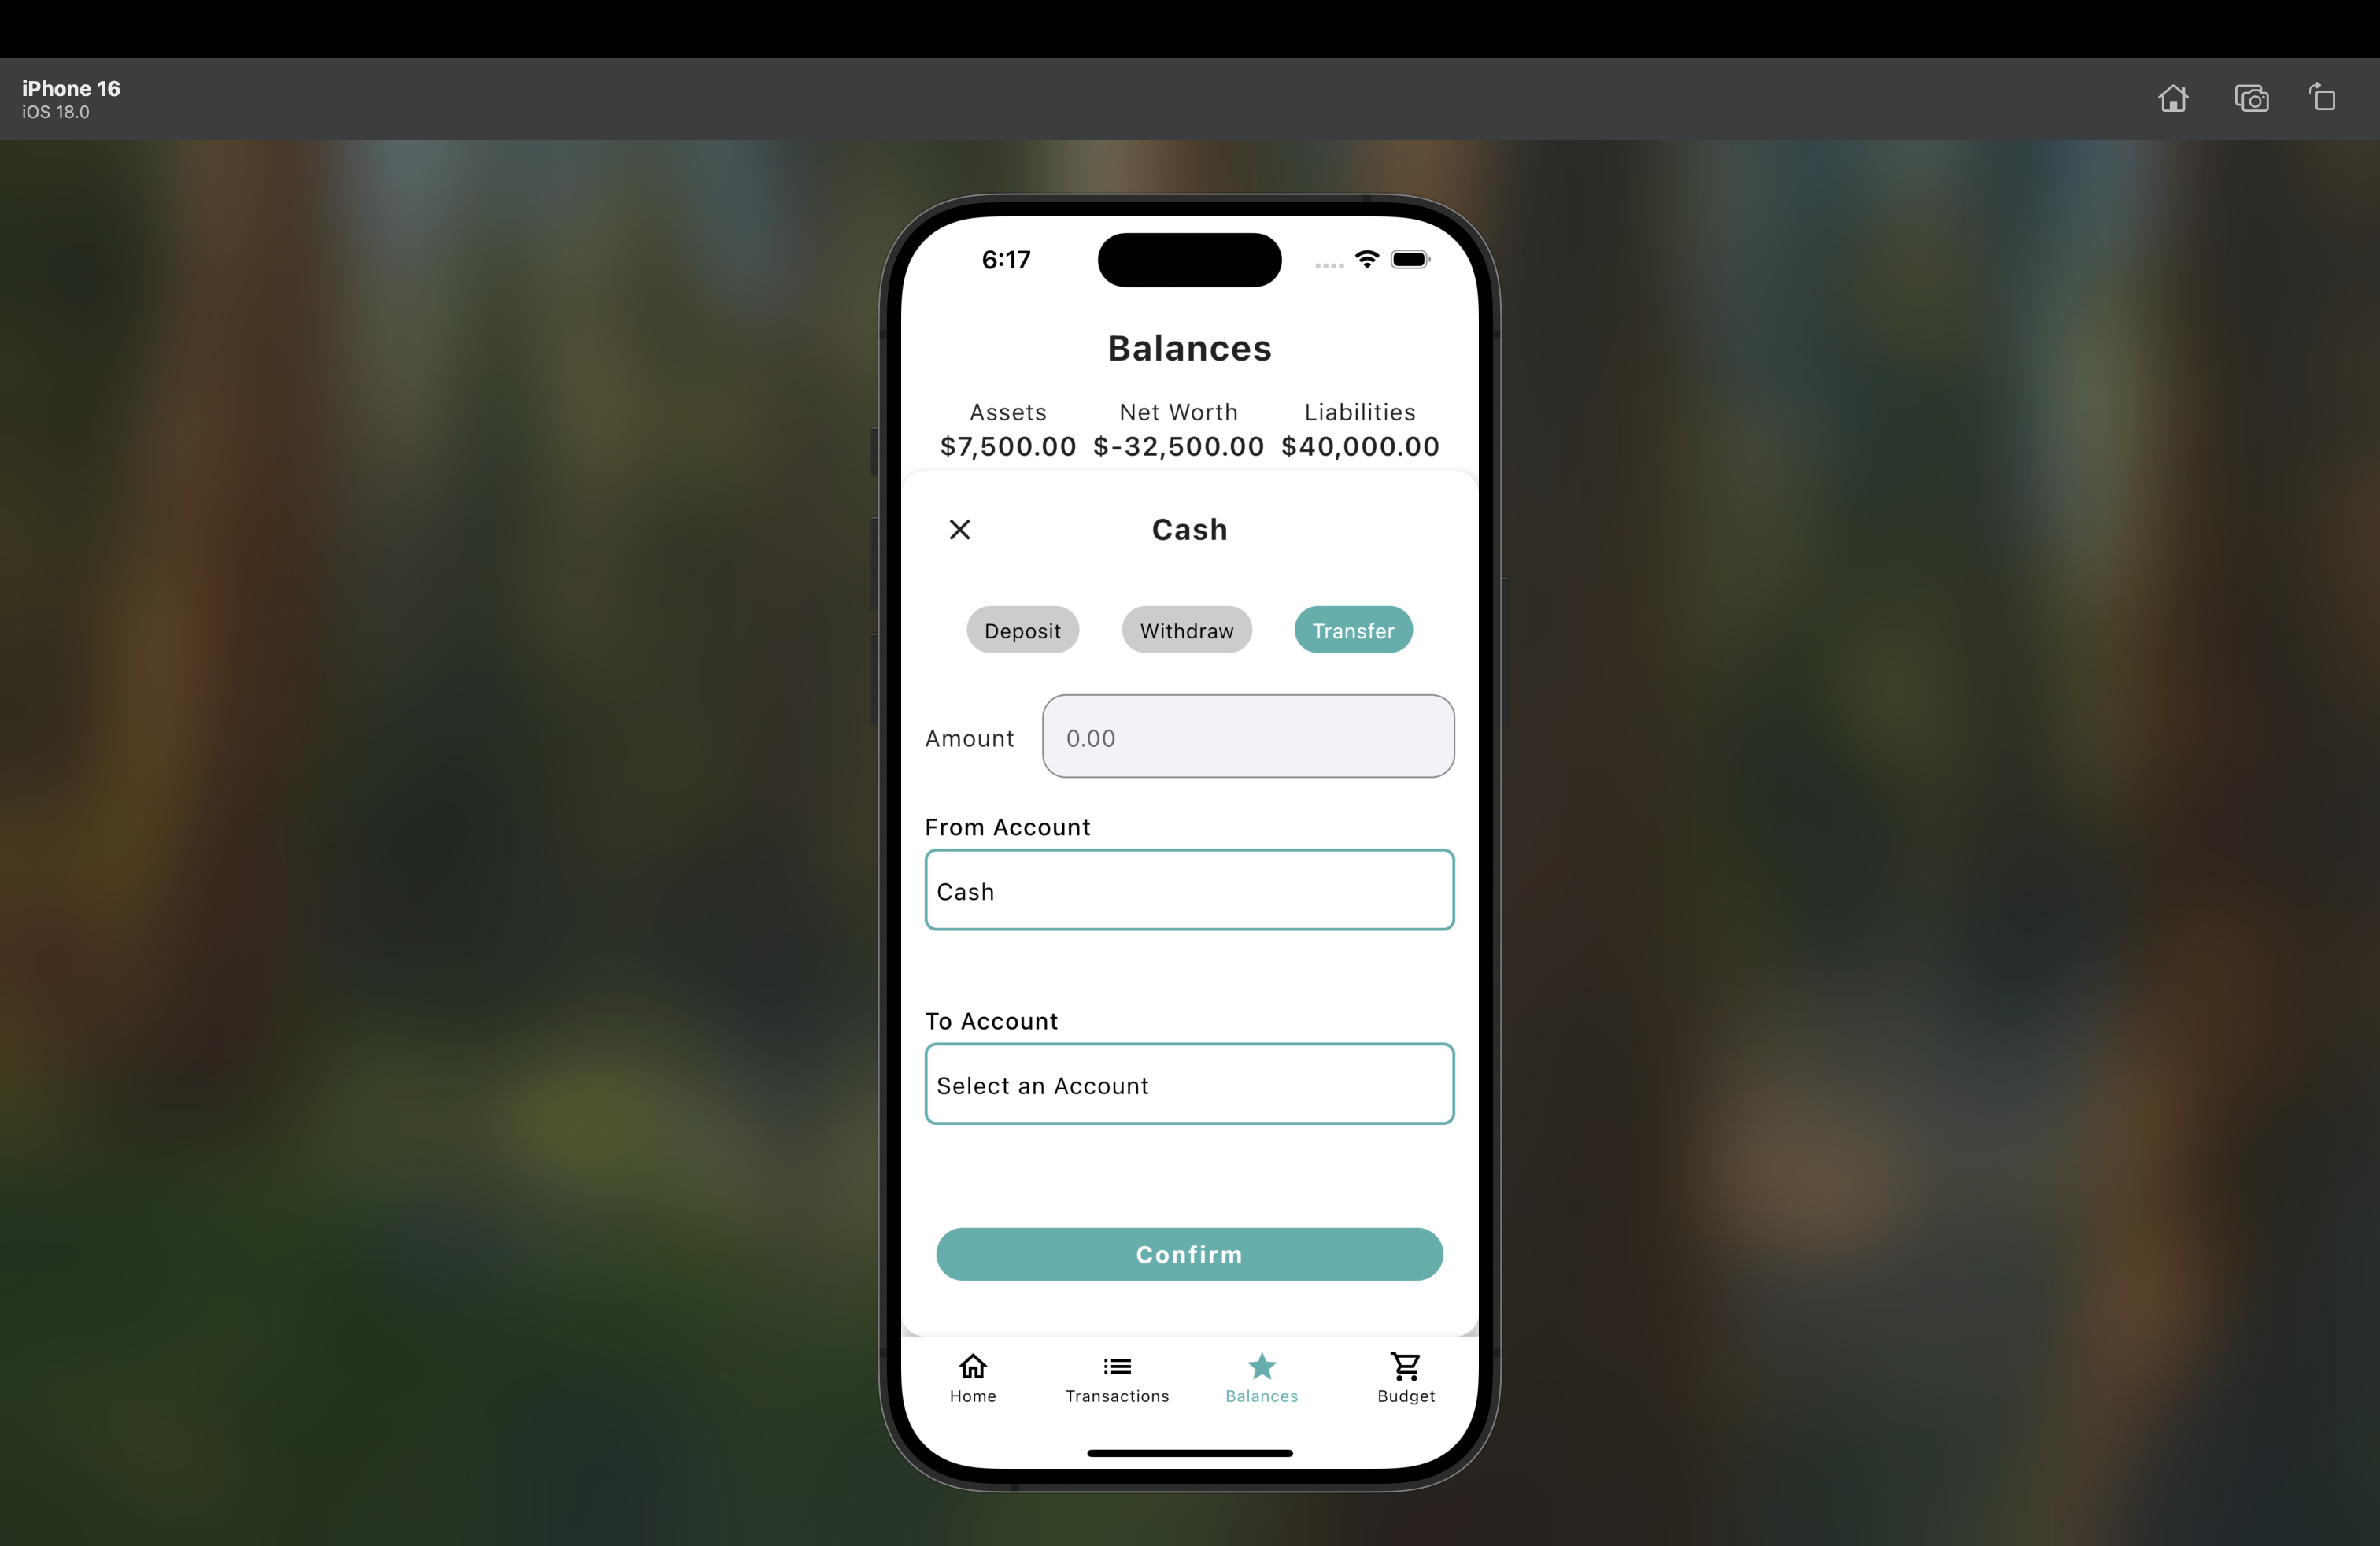 iPhone 16
iOS 18.0
6:17
Balances
Assets Net Worth Liabilities
$7,500.00 $-32,500.00 $40,000.00
Cash
Deposit Withdraw Transfer
Amount 0.00
From Account
Cash
To Account
Select an Account
Confirm
Home Transactions Balances Budget